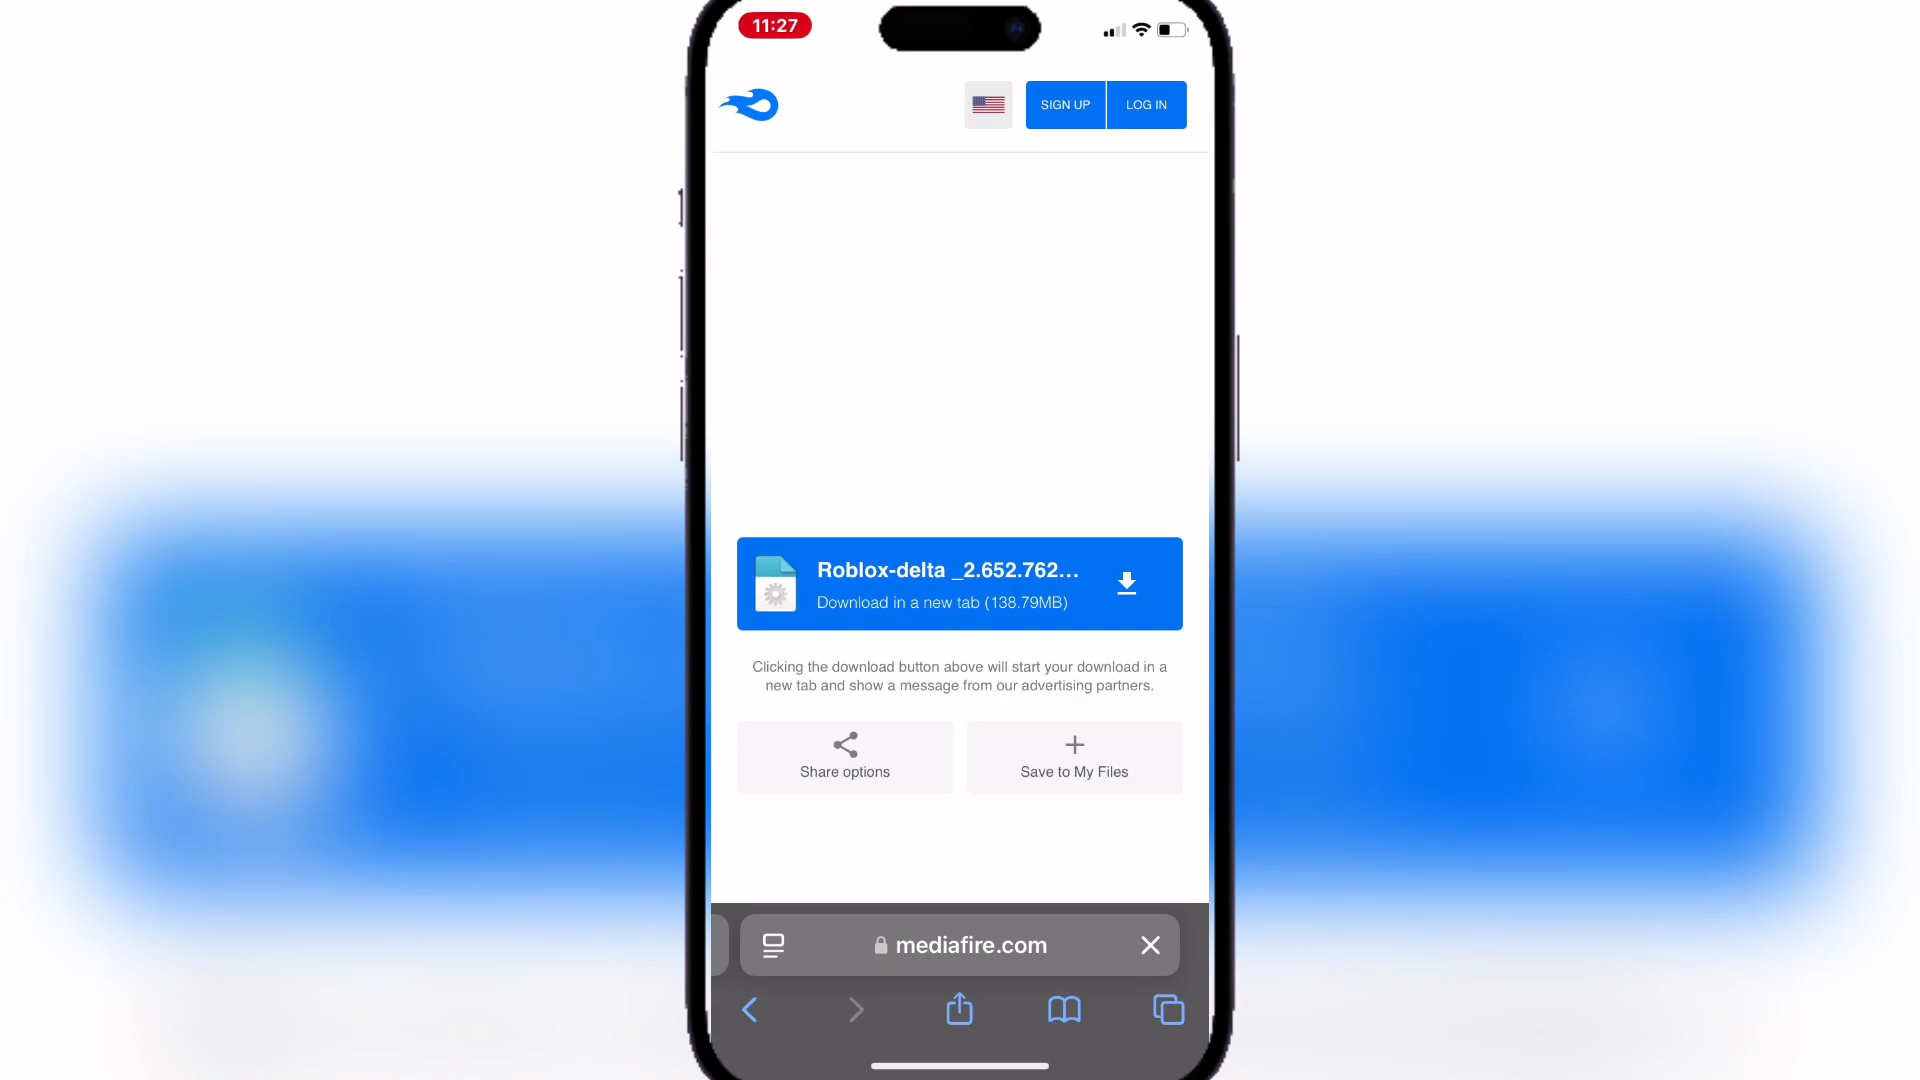 11:27
SIGN UP
LOG IN
Roblox-delta _2.652.762...
Download in a new tab (138.79MB)
Clicking the download button above will start your download in a
new tab and show a message from our advertising partners.
Share options
Save to My Files
mediafire.com